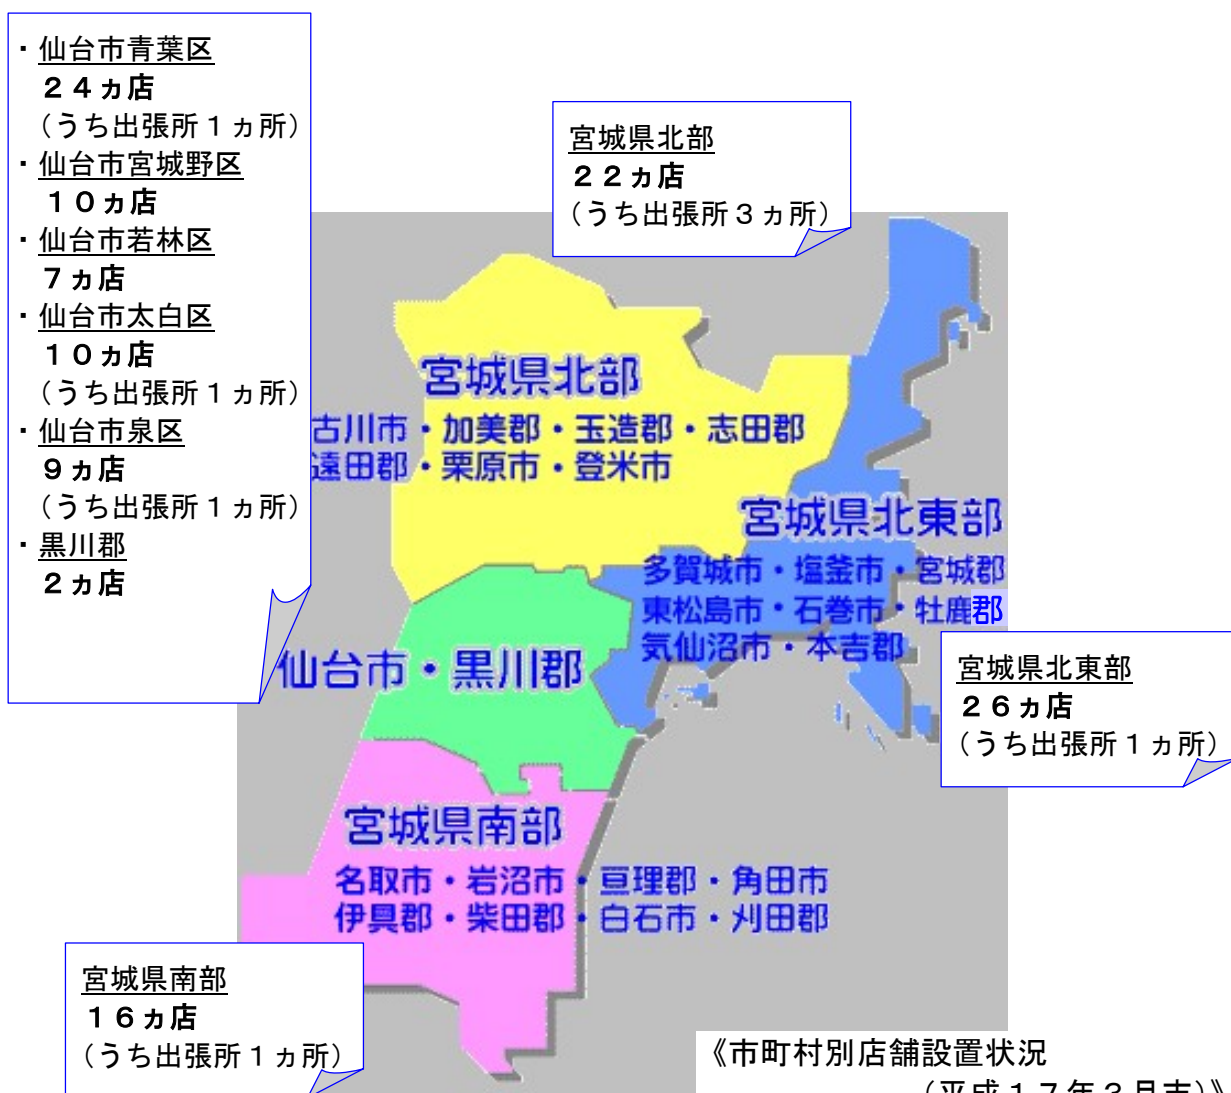 ・仙台市青葉区
２４ヵ店
（うち出張所１ヵ所）
・仙台市宮城野区
１０ヵ店
・仙台市若林区
７ヵ店
・仙台市太白区
１０ヵ店
（うち出張所１ヵ所）
・仙台市泉区
９ヵ店
（うち出張所１ヵ所）
・黒川郡
２ヵ店
宮城県北部
２２ヵ店
（うち出張所３ヵ所）
宮城県北部
古川市・加美郡・玉造郡・志田郡
遠田郡・栗原市・登米市
宮城県北東部
多賀城市・塩釜市・宮城郡
東松島市・石巻市・牡鹿郡
気仙沼市・本吉郡
宮城県北東部
２６ヵ店
（うち出張所１ヵ所）
仙台市・黒川郡
宮城県南部
名取市・岩沼市・亘理郡・角田市
伊具郡・柴田郡・白石市・刈田郡
宮城県南部
１６ヵ店
（うち出張所１ヵ所）
《市町村別店舗設置状況
（平成１７年３月末）》